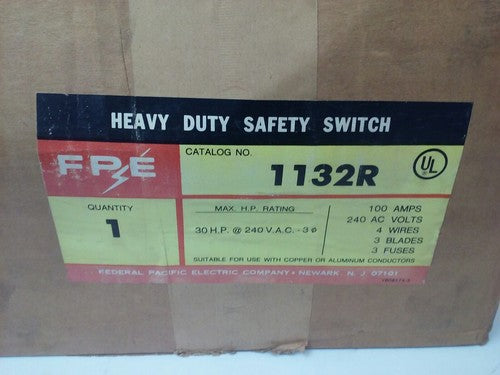 HEAVY DUTY SAFETY SWITCH
FPE
CATALOG NO.
1132R
UL
QUANTITY
1
MAX. H.P. RATING
30 H.P. @ 240 V.A.C. - 3ø
100 AMPS
240 AC VOLTS
4 WIRES
3 BLADES
3 FUSES
SUITABLE FOR USE WITH COPPER OR ALUMINUM CONDUCTORS
FEDERAL PACIFIC ELECTRIC COMPANY • NEWARK, N. J. 07101